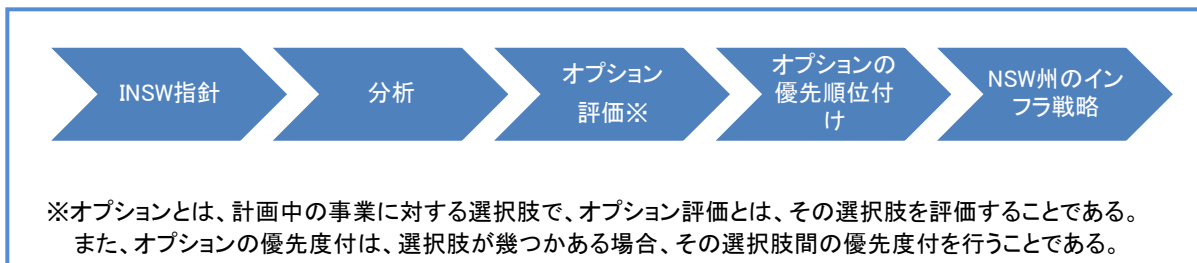 INSW指針
分析
オプション
評価※
オプションの
優先順位付
け
NSW州のイン
フラ戦略
※オプションとは、計画中の事業に対する選択肢で、オプション評価とは、その選択肢を評価することである。
また、オプションの優先度付は、選択肢が幾つかある場合、その選択肢間の優先度付を行うことである。